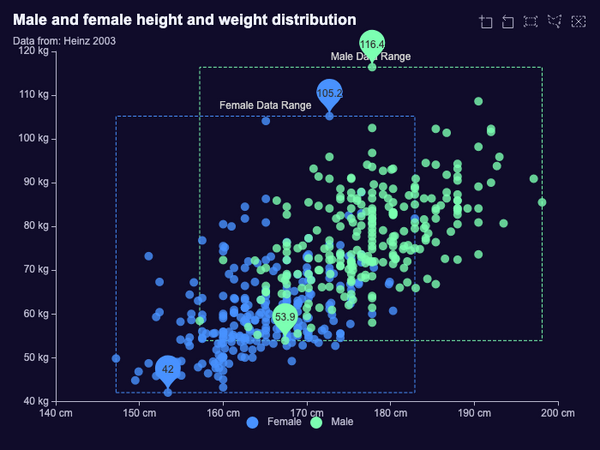 Male and female height and weight distribution
Data from: Heinz 2003
120 kg
116.4
Male Data Range
110 kg
105.2
Female Data Range
100 kg
90 kg
80 kg
70 kg
60 kg
53.9
50 kg
42
40 kg
140 cm
150 cm
160 cm
170 cm
180 cm
190 cm
200 cm
Female
Male